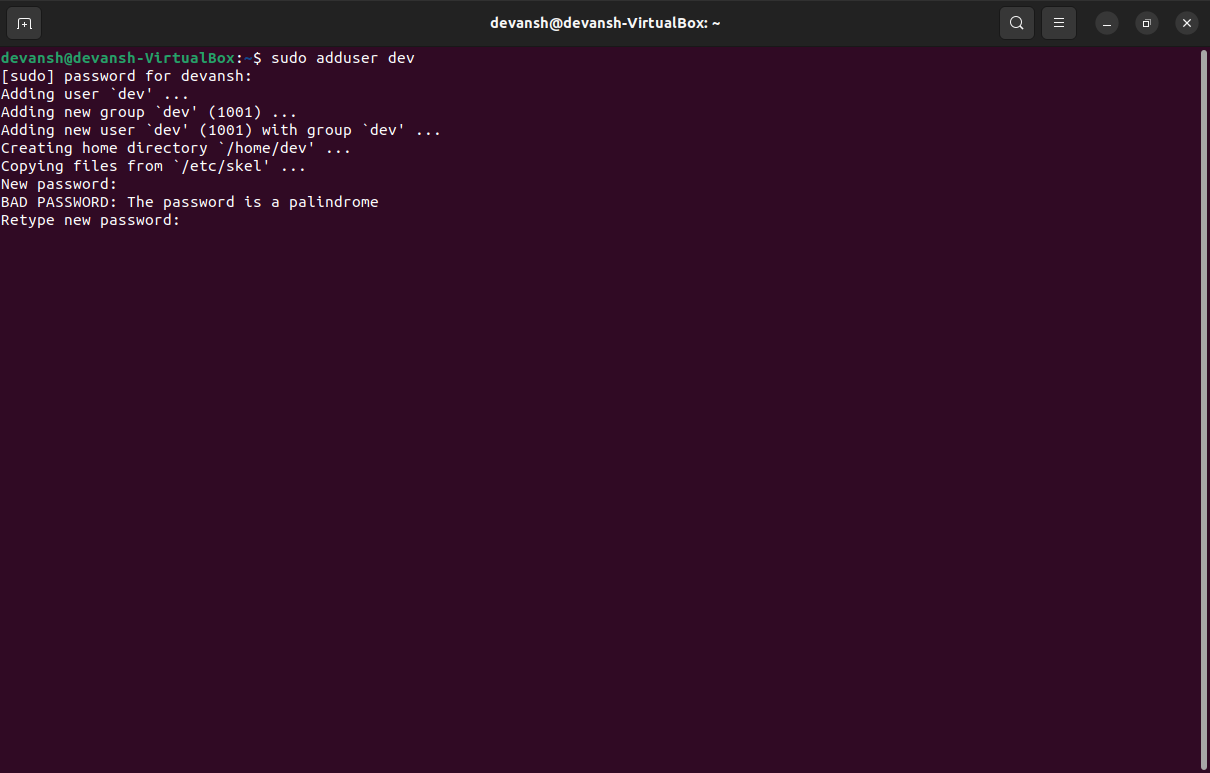 devansh@devansh-VirtualBox: ~
devansh@devansh-VirtualBox:~$ sudo adduser dev
[sudo] password for devansh:
Adding user `dev' ...
Adding new group `dev' (1001) ...
Adding new user `dev' (1001) with group `dev' ...
Creating home directory `/home/dev' ...
Copying files from `/etc/skel' ...
New password:
BAD PASSWORD: The password is a palindrome
Retype new password: